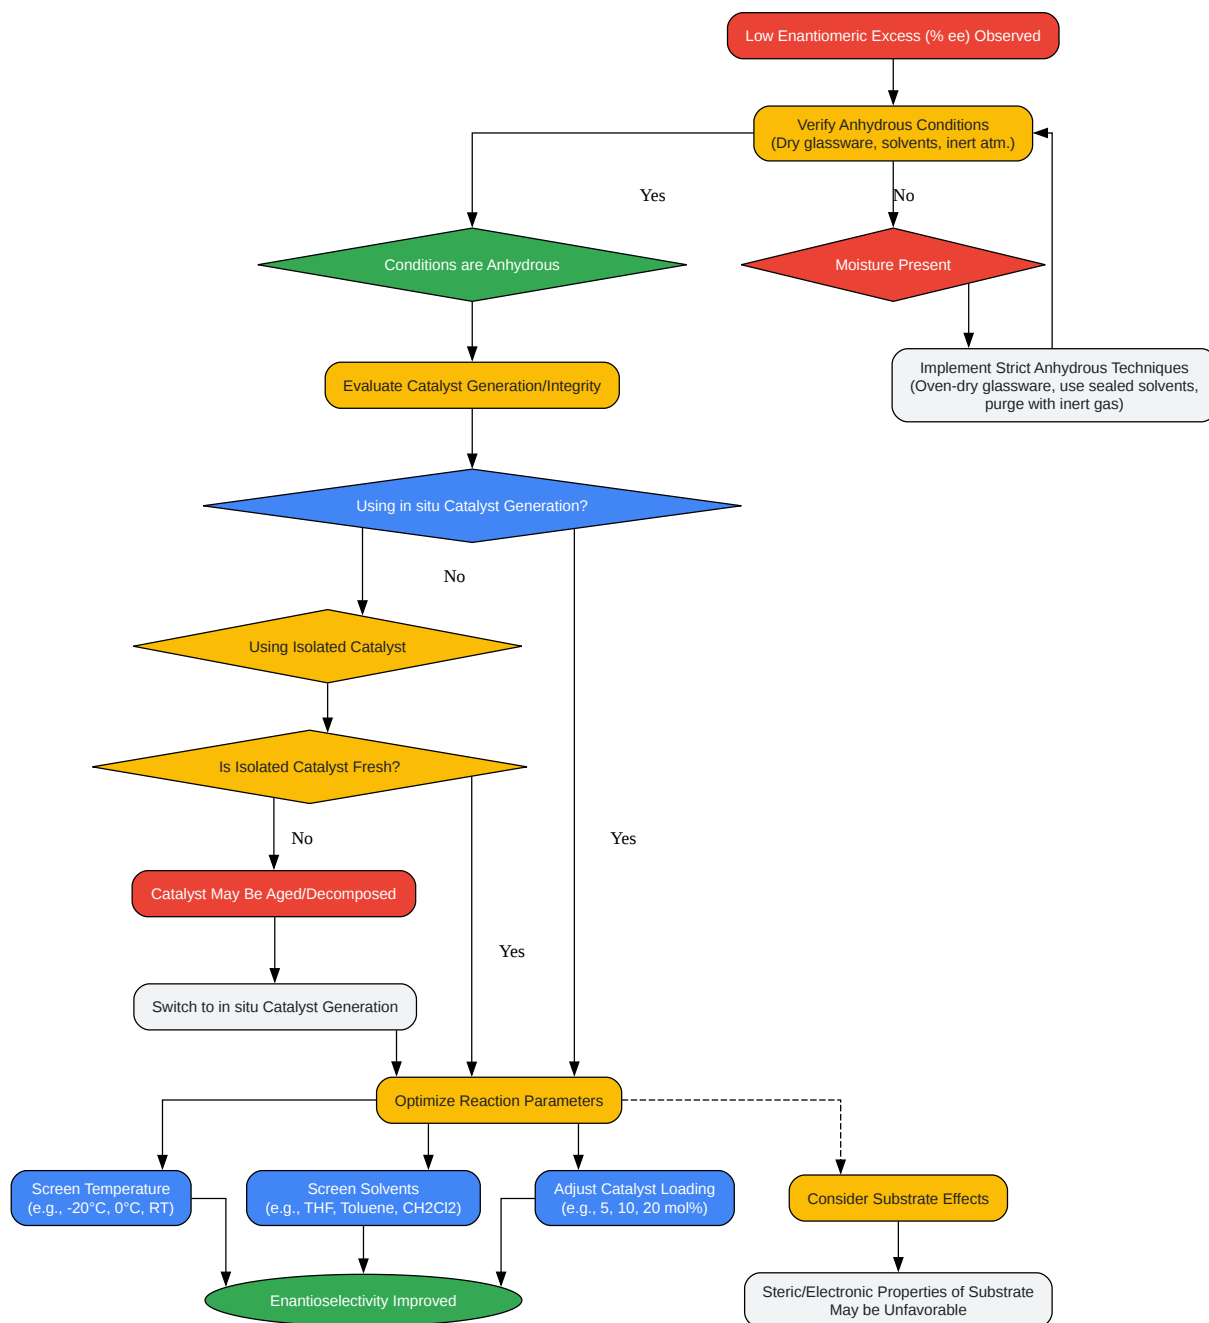 Low Enantiomeric Excess (% ee) Observed
Verify Anhydrous Conditions
(Dry glassware, solvents, inert atm.)
Yes
No
Conditions are Anhydrous
Moisture Present
Evaluate Catalyst Generation/Integrity
Implement Strict Anhydrous Techniques
(Oven-dry glassware, use sealed solvents,
purge with inert gas)
Using in situ Catalyst Generation?
No
Using Isolated Catalyst
Is Isolated Catalyst Fresh?
No
Yes
Catalyst May Be Aged/Decomposed
Yes
Switch to in situ Catalyst Generation
Optimize Reaction Parameters
Screen Temperature
(e.g., -20°C, 0°C, RT)
Screen Solvents
(e.g., THF, Toluene, CH2Cl2)
Adjust Catalyst Loading
(e.g., 5, 10, 20 mol%)
Consider Substrate Effects
Enantioselectivity Improved
Steric/Electronic Properties of Substrate
May be Unfavorable